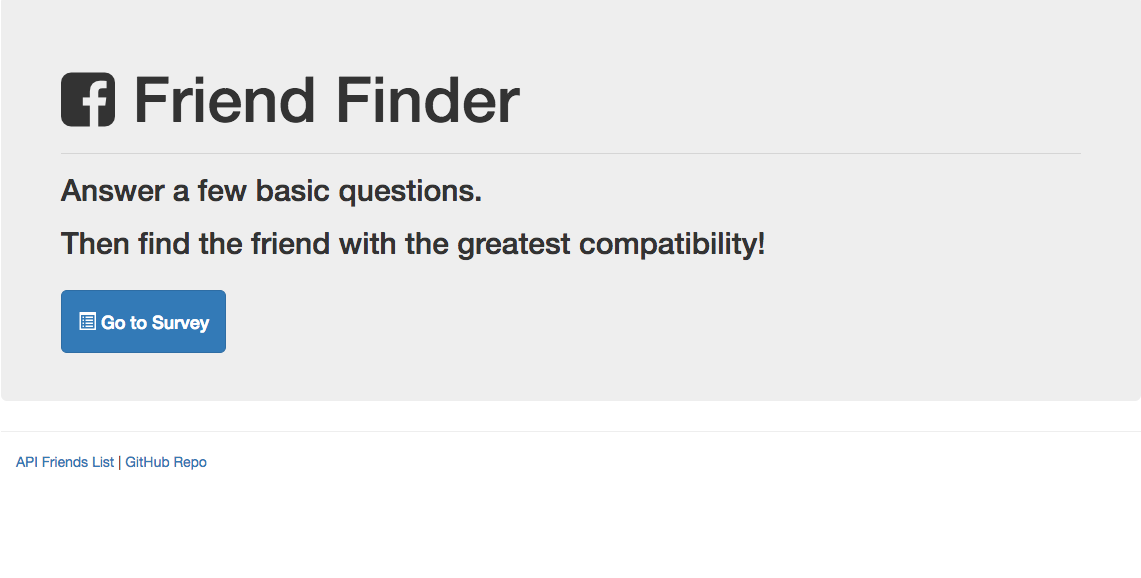 Friend Finder
Answer a few basic questions.
Then find the friend with the greatest compatibility!
Go to Survey
API Friends List | GitHub Repo